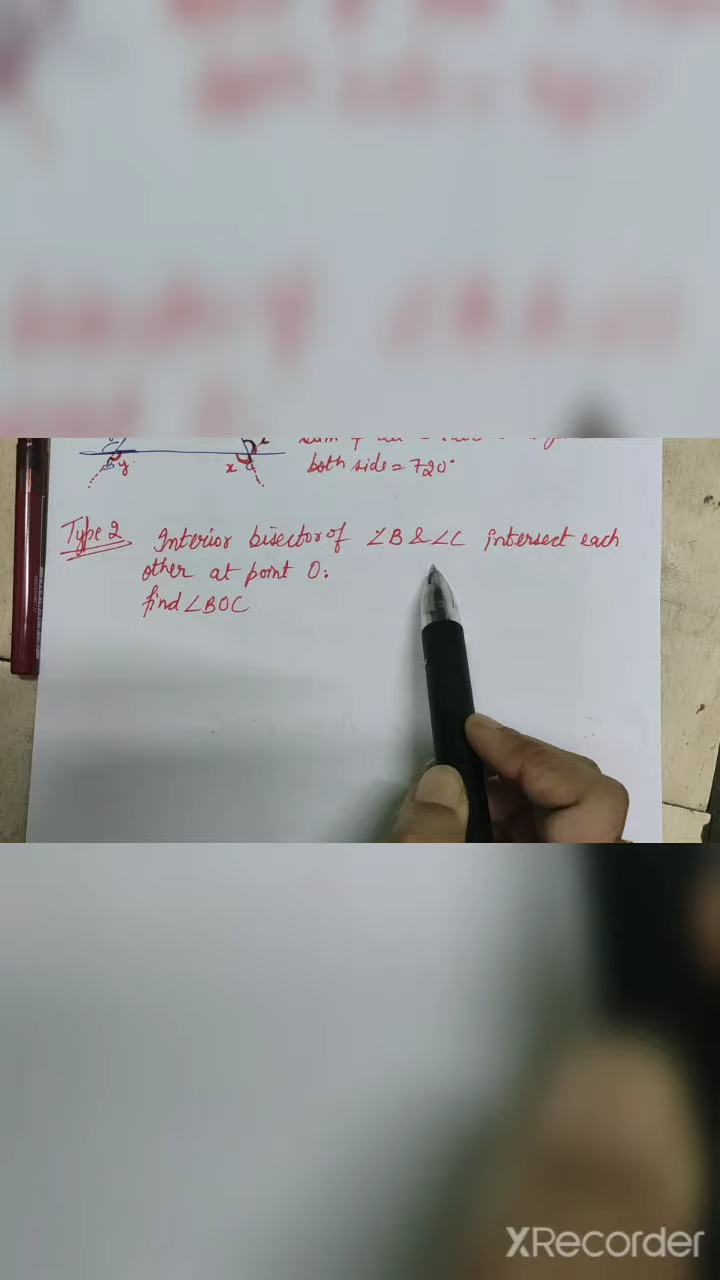 both side = 720°
Type 2 Interior bisector of ∠B & ∠C intersect each
other at point O.
find ∠BOC
XRecorder